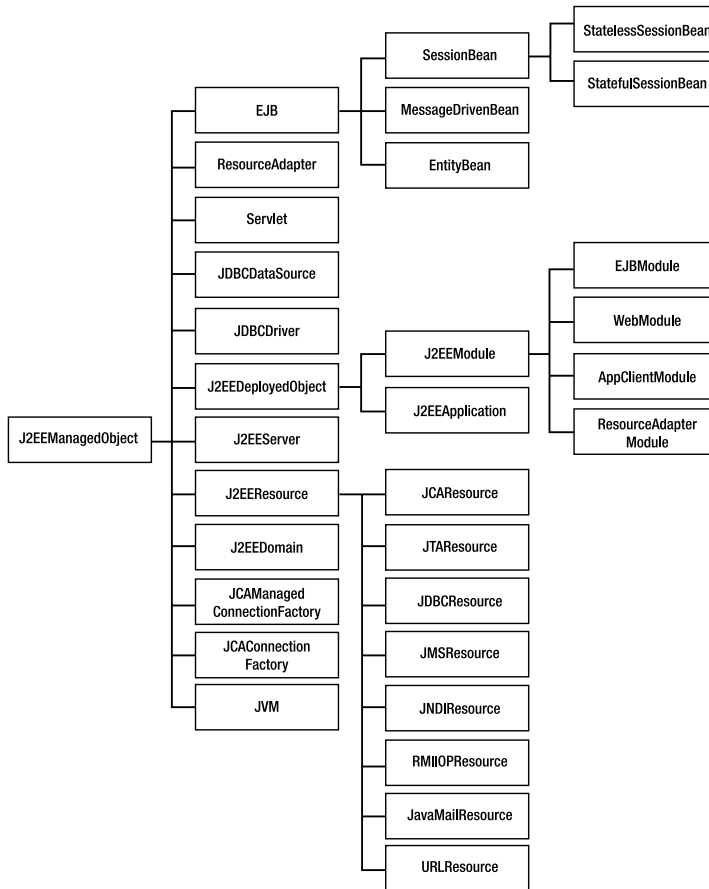 StatelessSessionBean
SessionBean
StatefulSessionBean
EJB
MessageDrivenBean
ResourceAdapter
EntityBean
Servlet
JDBCDataSource
EJBModule
JDBCDriver
WebModule
J2EEModule
J2EEDeployedObject
AppClientModule
J2EEApplication
J2EEManagedObject
J2EEServer
ResourceAdapter
Module
J2EEResource
JCAResource
J2EEDomain
JTAResource
JCAManaged
ConnectionFactory
JDBCResource
JCAConnection
Factory
JMSResource
JVM
JNDIResource
RMIIOPResource
JavaMailResource
URLResource